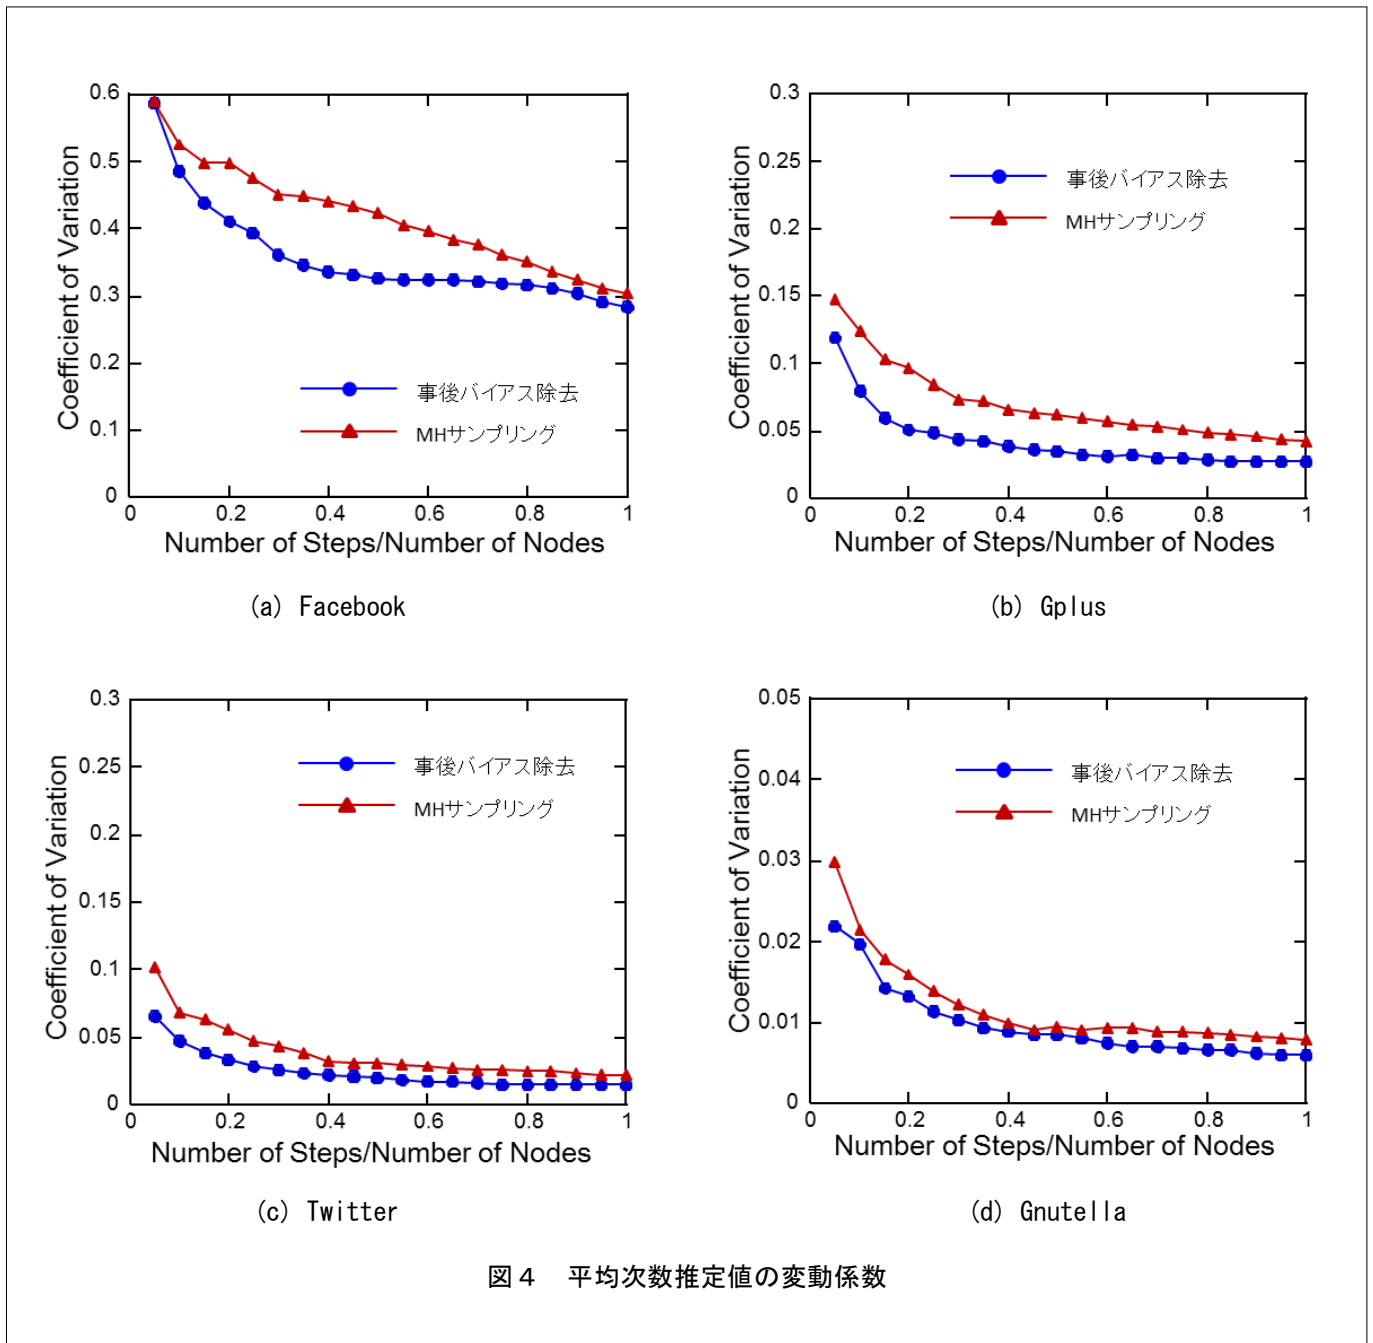 0.6
0.5
0.4
0.3
0.2
0.1
0
Coefficient of Variation
事後バイアス除去
MHサンプリング
0 0.2 0.4 0.6 0.8 1
Number of Steps/Number of Nodes
(a) Facebook
0.3
0.25
0.2
0.15
0.1
0.05
0
Coefficient of Variation
事後バイアス除去
MHサンプリング
0 0.2 0.4 0.6 0.8 1
Number of Steps/Number of Nodes
(b) Gplus
0.3
0.25
0.2
0.15
0.1
0.05
0
Coefficient of Variation
事後バイアス除去
MHサンプリング
0 0.2 0.4 0.6 0.8 1
Number of Steps/Number of Nodes
(c) Twitter
0.05
0.04
0.03
0.02
0.01
0
Coefficient of Variation
事後バイアス除去
MHサンプリング
0 0.2 0.4 0.6 0.8 1
Number of Steps/Number of Nodes
(d) Gnutella
図４　平均次数推定値の変動係数